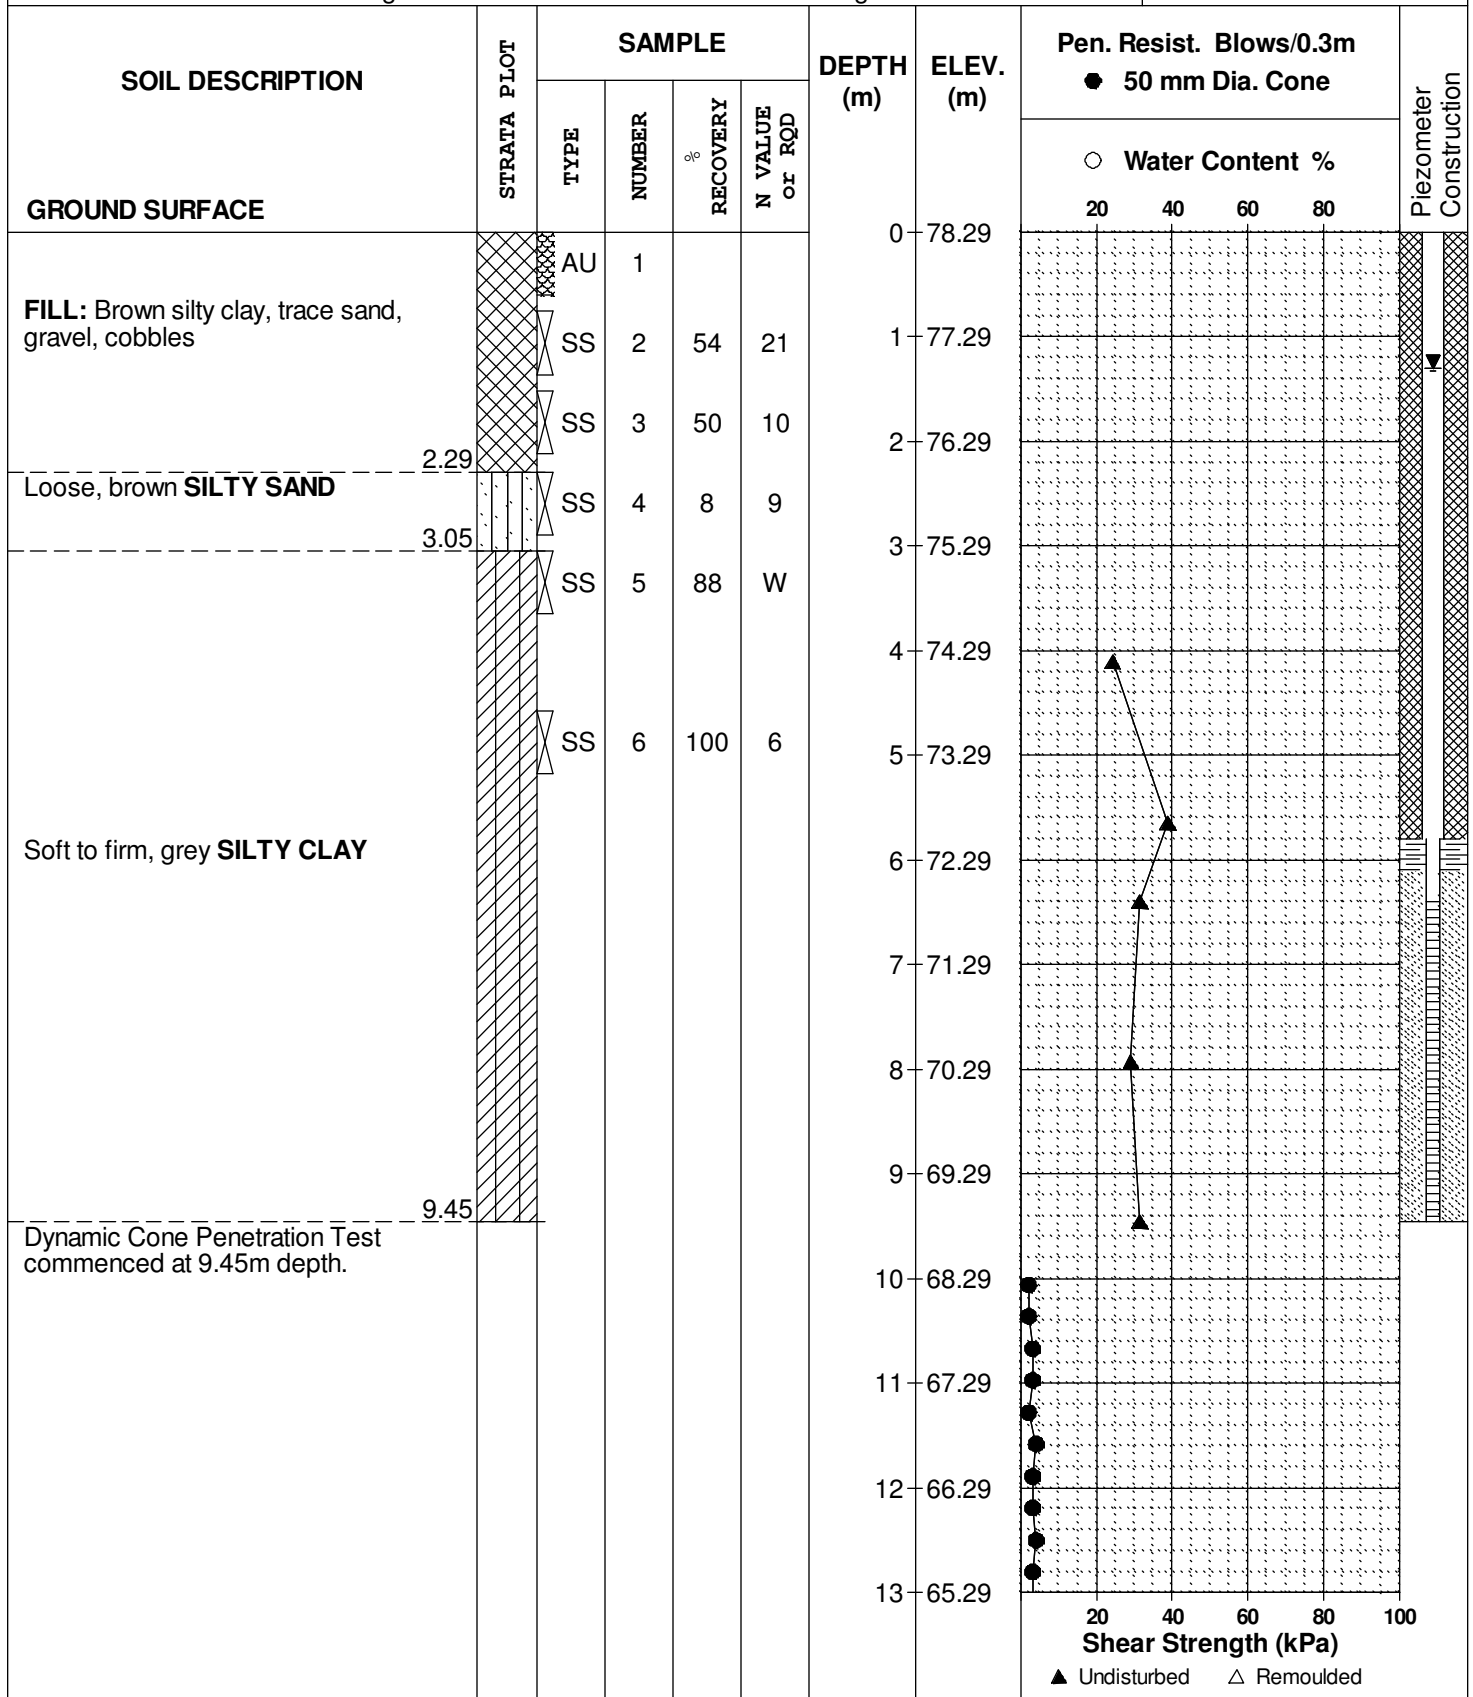 SOIL DESCRIPTION
GROUND SURFACE
STRATA PLOT
SAMPLE
TYPE
NUMBER
%
RECOVERY
N VALUE
or RQD
DEPTH
(m)
ELEV.
(m)
Pen. Resist. Blows/0.3m
● 50 mm Dia. Cone
○ Water Content %
20 40 60 80
Piezometer
Construction
0 78.29
AU 1
FILL: Brown silty clay, trace sand,
gravel, cobbles
SS 2 54 21
1 77.29
SS 3 50 10
2 76.29
2.29
Loose, brown SILTY SAND
SS 4 8 9
3.05
3 75.29
SS 5 88 W
4 74.29
SS 6 100 6
5 73.29
Soft to firm, grey SILTY CLAY
6 72.29
7 71.29
8 70.29
9 69.29
9.45
Dynamic Cone Penetration Test
commenced at 9.45m depth.
10 68.29
11 67.29
12 66.29
13 65.29
20 40 60 80 100
Shear Strength (kPa)
▲ Undisturbed △ Remoulded